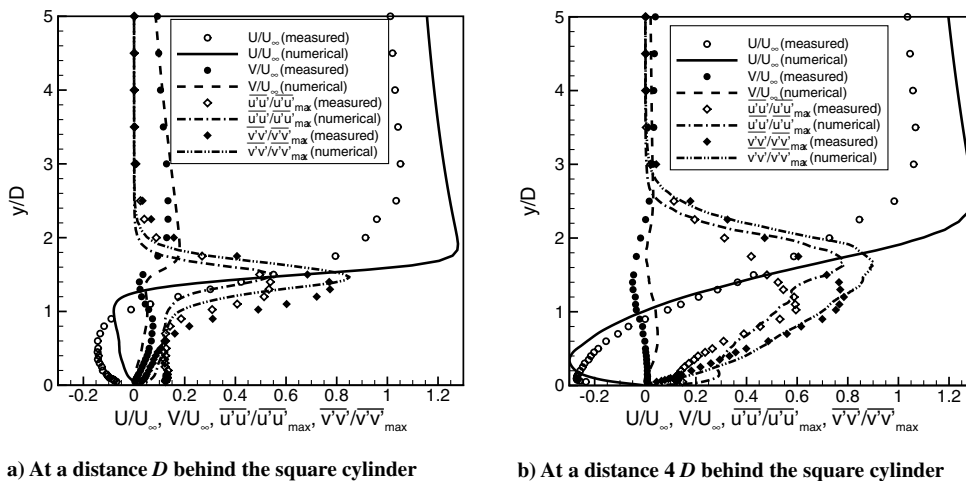 U/U∞ (measured)
U/U∞ (numerical)
V/U∞ (measured)
V/U∞ (numerical)
u'u'/u'u'max (measured)
u'u'/u'u'max (numerical)
v'v'/v'v'max (measured)
v'v'/v'v'max (numerical)
5
4
3
2
1
0
y/D
-0.2 0 0.2 0.4 0.6 0.8 1 1.2
U/U∞, V/U∞, u'u'/u'u'max, v'v'/v'v'max
a) At a distance D behind the square cylinder
U/U∞ (measured)
U/U∞ (numerical)
V/U∞ (measured)
V/U∞ (numerical)
u'u'/u'u'max (measured)
u'u'/u'u'max (numerical)
v'v'/v'v'max (measured)
v'v'/v'v'max (numerical)
5
4
3
2
1
0
y/D
-0.2 0 0.2 0.4 0.6 0.8 1 1.2
U/U∞, V/U∞, u'u'/u'u'max, v'v'/v'v'max
b) At a distance 4 D behind the square cylinder